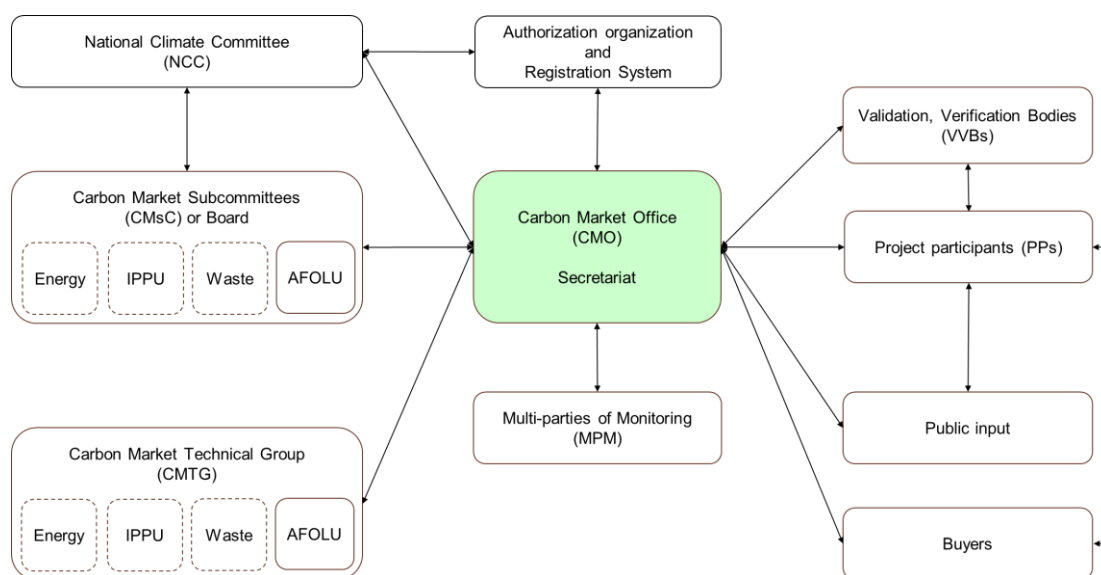 National Climate Committee
(NCC)
Authorization organization
and
Registration System
Validation, Verification Bodies
(VVBs)
Carbon Market Subcommittees
(CMsC) or Board
Energy
IPPU
Waste
AFOLU
Carbon Market Office
(CMO)
Secretariat
Project participants (PPs)
Multi-parties of Monitoring
(MPM)
Public input
Carbon Market Technical Group
(CMTG)
Energy
IPPU
Waste
AFOLU
Buyers